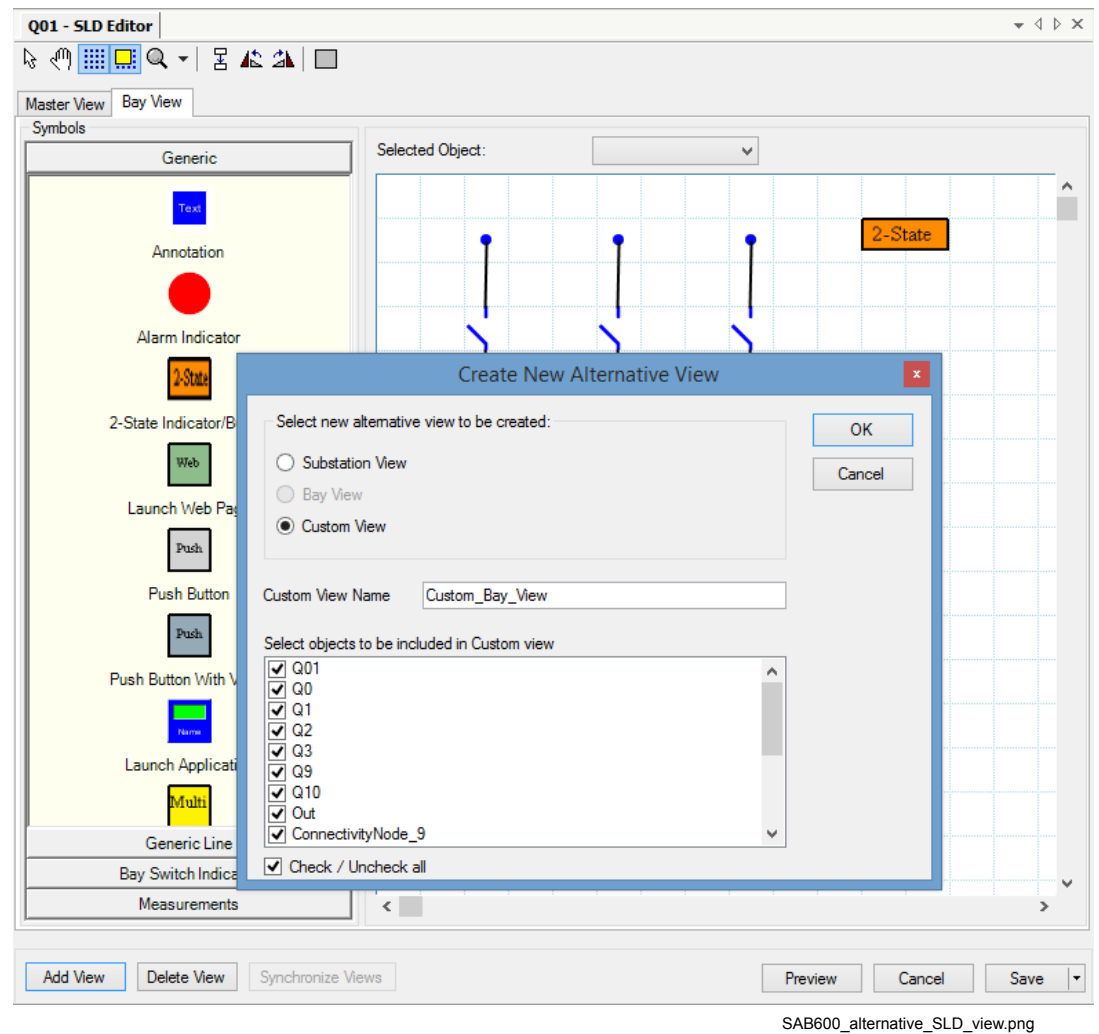 Q01 - SLD Editor
Master View
Bay View
Symbols
Generic
Selected Object:
Text
Annotation
2-State
Alarm Indicator
2-State
2-State Indicator/B
Web
Launch Web Pag
Push
Push Button
Push
Push Button With V
Name
Launch Applicati
Multi
Generic Line
Bay Switch Indica
Measurements
Create New Alternative View
x
Select new alternative view to be created:
OK
Substation View
Cancel
Bay View
Custom View
Custom View Name
Custom_Bay_View
Select objects to be included in Custom view
Q01
Q0
Q1
Q2
Q3
Q9
Q10
Out
ConnectivityNode_9
Check / Uncheck all
Add View
Delete View
Synchronize Views
Preview
Cancel
Save
SAB600_alternative_SLD_view.png